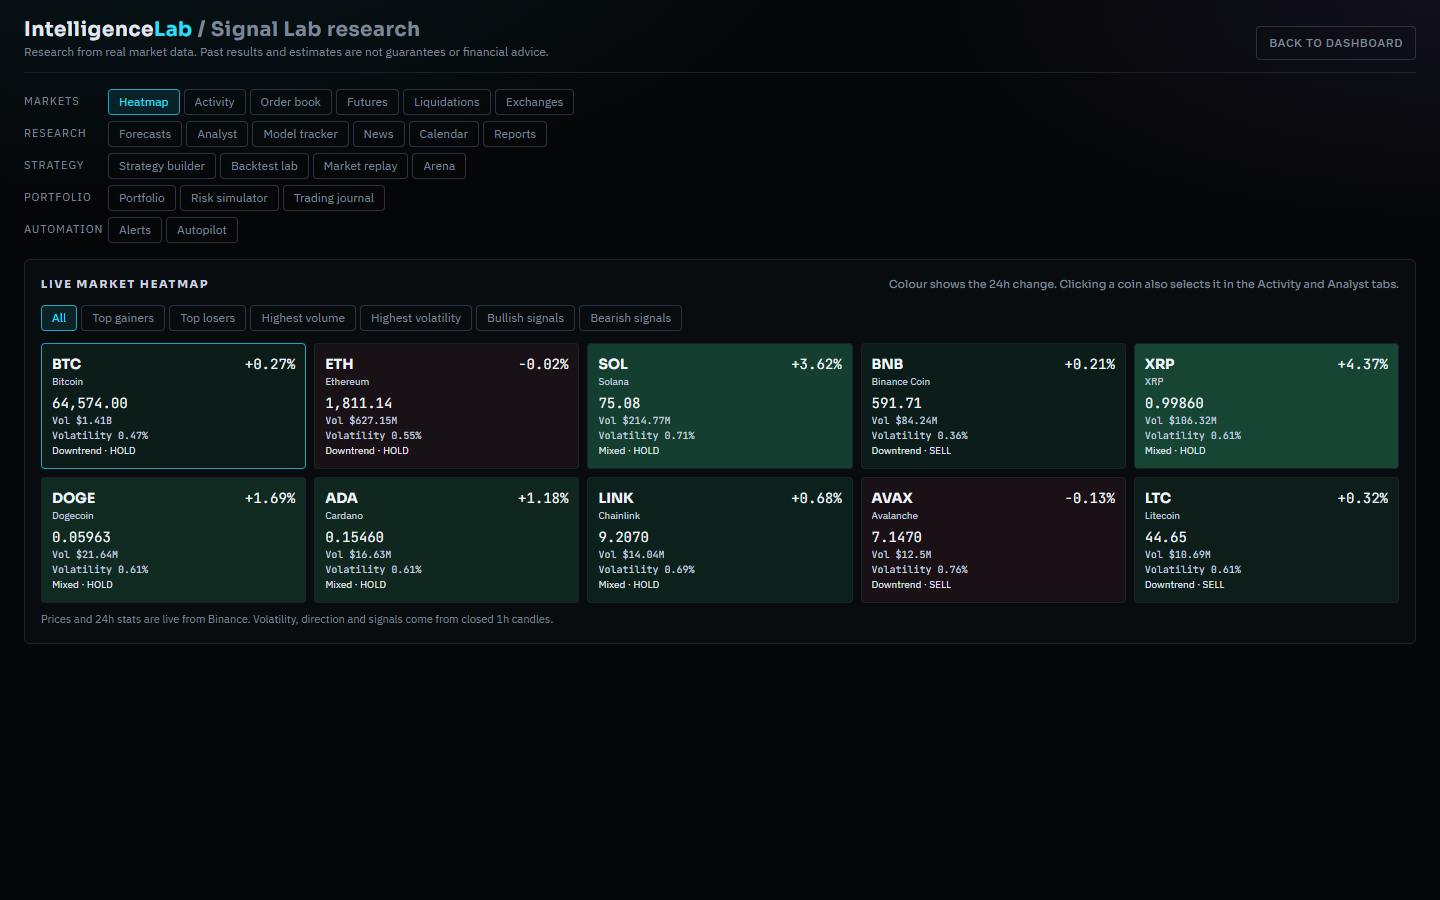 IntelligenceLab / Signal Lab research
Research from real market data. Past results and estimates are not guarantees or financial advice.
BACK TO DASHBOARD
MARKETS Heatmap Activity Order book Futures Liquidations Exchanges
RESEARCH Forecasts Analyst Model tracker News Calendar Reports
STRATEGY Strategy builder Backtest lab Market replay Arena
PORTFOLIO Portfolio Risk simulator Trading journal
AUTOMATION Alerts Autopilot
LIVE MARKET HEATMAP
Colour shows the 24h change. Clicking a coin also selects it in the Activity and Analyst tabs.
All Top gainers Top losers Highest volume Highest volatility Bullish signals Bearish signals
BTC +0.27%
Bitcoin
64,574.00
Vol $1.41B
Volatility 0.47%
Downtrend · HOLD
ETH -0.02%
Ethereum
1,811.14
Vol $627.15M
Volatility 0.55%
Downtrend · HOLD
SOL +3.62%
Solana
75.08
Vol $214.77M
Volatility 0.71%
Mixed · HOLD
BNB +0.21%
Binance Coin
591.71
Vol $84.24M
Volatility 0.36%
Downtrend · SELL
XRP +4.37%
XRP
0.99860
Vol $106.32M
Volatility 0.61%
Mixed · HOLD
DOGE +1.69%
Dogecoin
0.05963
Vol $21.64M
Volatility 0.61%
Mixed · HOLD
ADA +1.18%
Cardano
0.15460
Vol $16.63M
Volatility 0.61%
Mixed · HOLD
LINK +0.68%
Chainlink
9.2070
Vol $14.04M
Volatility 0.69%
Mixed · HOLD
AVAX -0.13%
Avalanche
7.1470
Vol $12.5M
Volatility 0.76%
Downtrend · SELL
LTC +0.32%
Litecoin
44.65
Vol $10.69M
Volatility 0.61%
Downtrend · SELL
Prices and 24h stats are live from Binance. Volatility, direction and signals come from closed 1h candles.